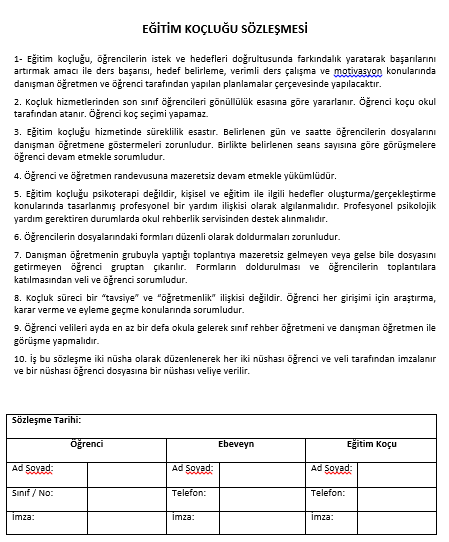 EĞİTİM KOÇLUĞU SÖZLEŞMESİ
1- Eğitim koçluğu, öğrencilerin istek ve hedefleri doğrultusunda farkındalık yaratarak başarılarını
artırmak amacı ile ders başarısı, hedef belirleme, verimli ders çalışma ve motivasyon konularında
danışman öğretmen ve öğrenci tarafından yapılan planlamalar çerçevesinde yapılacaktır.
2. Koçluk hizmetlerinden son sınıf öğrencileri gönüllülük esasına göre yararlanır. Öğrenci koçu okul
tarafından atanır. Öğrenci koç seçimi yapamaz.
3. Eğitim koçluğu hizmetinde süreklilik esastır. Belirlenen gün ve saatte öğrencilerin dosyalarını
danışman öğretmene göstermeleri zorunludur. Birlikte belirlenen seans sayısına göre görüşmelere
öğrenci devam etmekle sorumludur.
4. Öğrenci ve öğretmen randevusuna mazeretsiz devam etmekle yükümlüdür.
5. Eğitim koçluğu psikoterapi değildir, kişisel ve eğitim ile ilgili hedefler oluşturma/gerçekleştirme
konularında tasarlanmış profesyonel bir yardım ilişkisi olarak algılanmalıdır. Profesyonel psikolojik
yardım gerektiren durumlarda okul rehberlik servisinden destek alınmalıdır.
6. Öğrencilerin dosyalarındaki formları düzenli olarak doldurmaları zorunludur.
7. Danışman öğretmenin grubuyla yaptığı toplantıya mazeretsiz gelmeyen veya gelse bile dosyasını
getirmeyen öğrenci gruptan çıkarılır. Formların doldurulması ve öğrencilerin toplantılara
katılmasından veli ve öğrenci sorumludur.
8. Koçluk süreci bir “tavsiye” ve “öğretmenlik” ilişkisi değildir. Öğrenci her girişimi için araştırma,
karar verme ve eyleme geçme konularında sorumludur.
9. Öğrenci velileri ayda en az bir defa okula gelerek sınıf rehber öğretmeni ve danışman öğretmen ile
görüşme yapmalıdır.
10. İş bu sözleşme iki nüsha olarak düzenlenerek her iki nüshası öğrenci ve veli tarafından imzalanır
ve bir nüshası öğrenci dosyasına bir nüshası veliye verilir.
Sözleşme Tarihi:
Öğrenci Ebeveyn Eğitim Koçu
Ad Soyad: Ad Soyad: Ad Soyad:
Sınıf / No: Telefon: Telefon:
İmza: İmza: İmza: